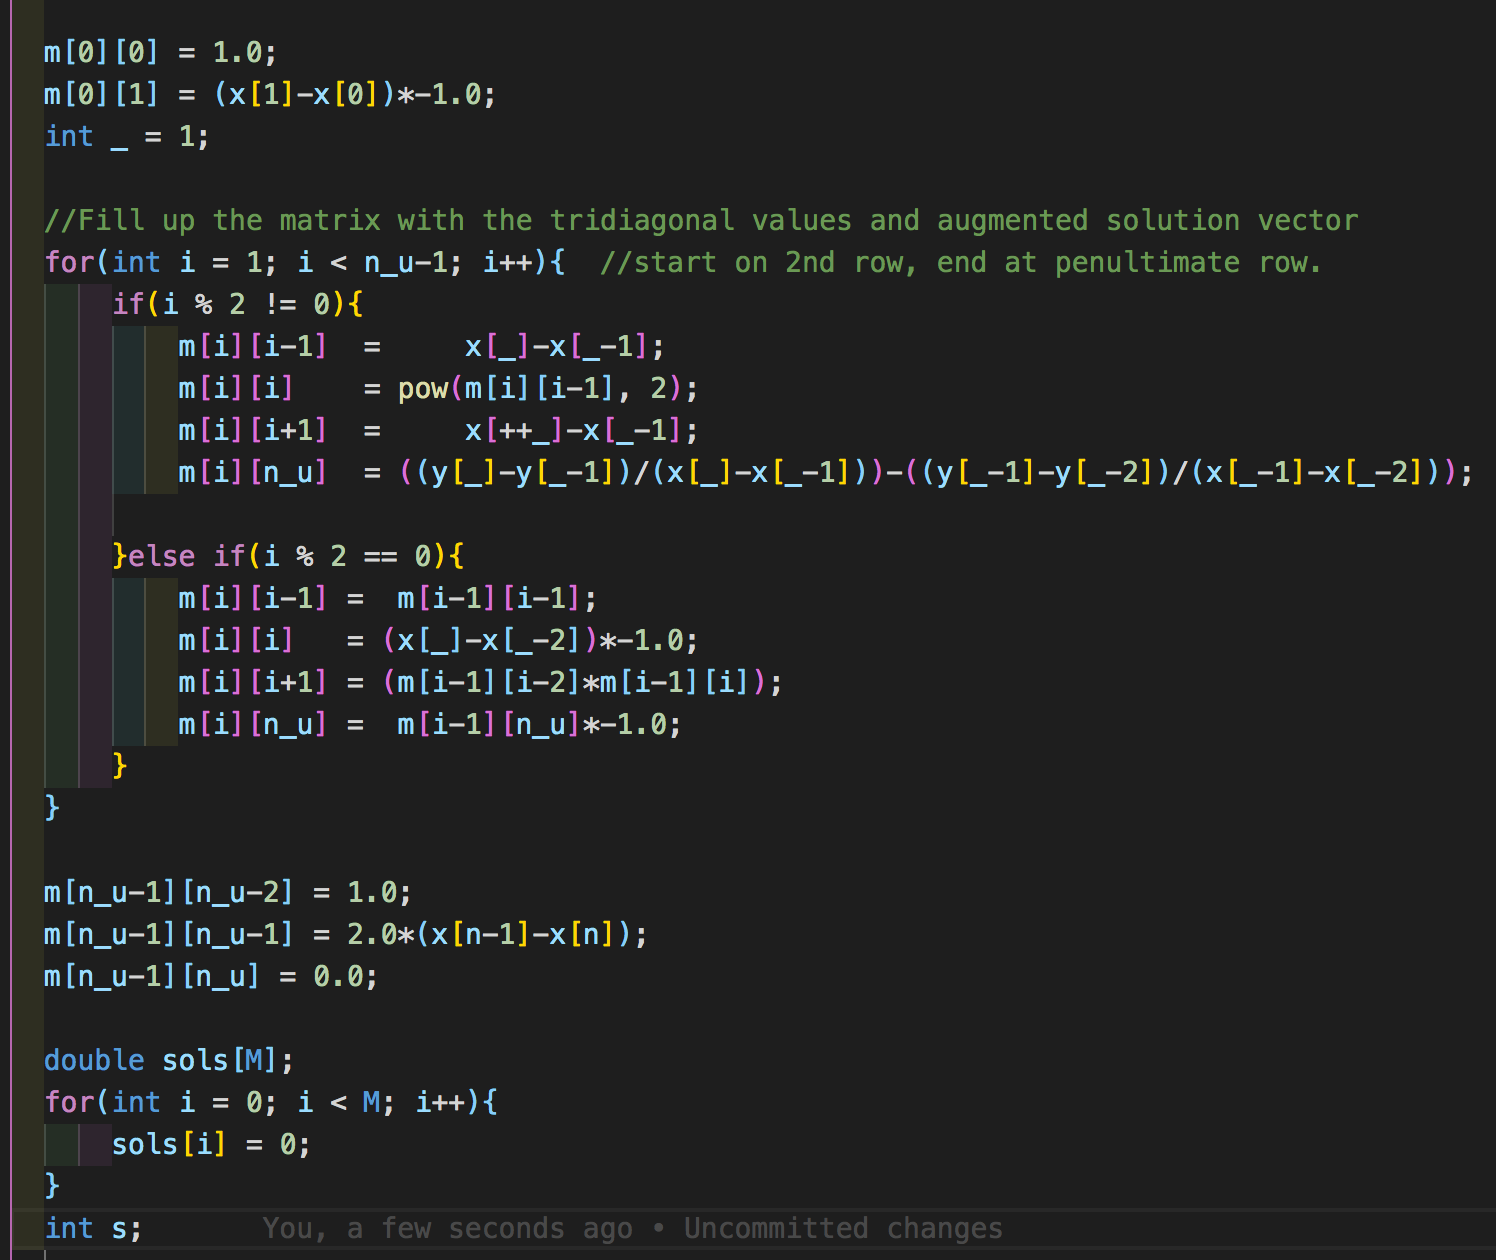 m[0][0] = 1.0;
m[0][1] = (x[1]-x[0])*-1.0;
int _ = 1;
//Fill up the matrix with the tridiagonal values and augmented solution vector
for(int i = 1; i < n_u-1; i++){  //start on 2nd row, end at penultimate row.
if(i % 2 != 0){
m[i][i-1]  =     x[_]-x[_-1];
m[i][i]    = pow(m[i][i-1], 2);
m[i][i+1]  =     x[++_]-x[_-1];
m[i][n_u]  = ((y[_]-y[_-1])/(x[_]-x[_-1]))-((y[_-1]-y[_-2])/(x[_-1]-x[_-2]));
}else if(i % 2 == 0){
m[i][i-1] =  m[i-1][i-1];
m[i][i]   = (x[_]-x[_-2])*-1.0;
m[i][i+1] = (m[i-1][i-2]*m[i-1][i]);
m[i][n_u] =  m[i-1][n_u]*-1.0;
}
}
m[n_u-1][n_u-2] = 1.0;
m[n_u-1][n_u-1] = 2.0*(x[n-1]-x[n]);
m[n_u-1][n_u] = 0.0;
double sols[M];
for(int i = 0; i < M; i++){
sols[i] = 0;
}
int s;       You, a few seconds ago • Uncommitted changes